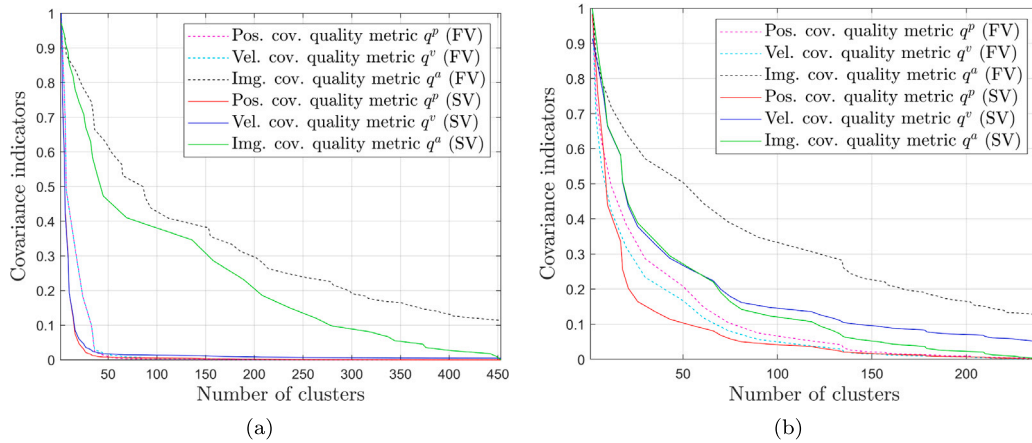 1
0.9
0.8
0.7
0.6
0.5
0.4
0.3
0.2
0.1
0
50 100 150 200 250 300 350 400 450
Covariance indicators
Number of clusters
Pos. cov. quality metric q^p (FV)
Vel. cov. quality metric q^v (FV)
Img. cov. quality metric q^a (FV)
Pos. cov. quality metric q^p (SV)
Vel. cov. quality metric q^v (SV)
Img. cov. quality metric q^a (SV)
(a)
1
0.9
0.8
0.7
0.6
0.5
0.4
0.3
0.2
0.1
0
50 100 150 200
Covariance indicators
Number of clusters
Pos. cov. quality metric q^p (FV)
Vel. cov. quality metric q^v (FV)
Img. cov. quality metric q^a (FV)
Pos. cov. quality metric q^p (SV)
Vel. cov. quality metric q^v (SV)
Img. cov. quality metric q^a (SV)
(b)